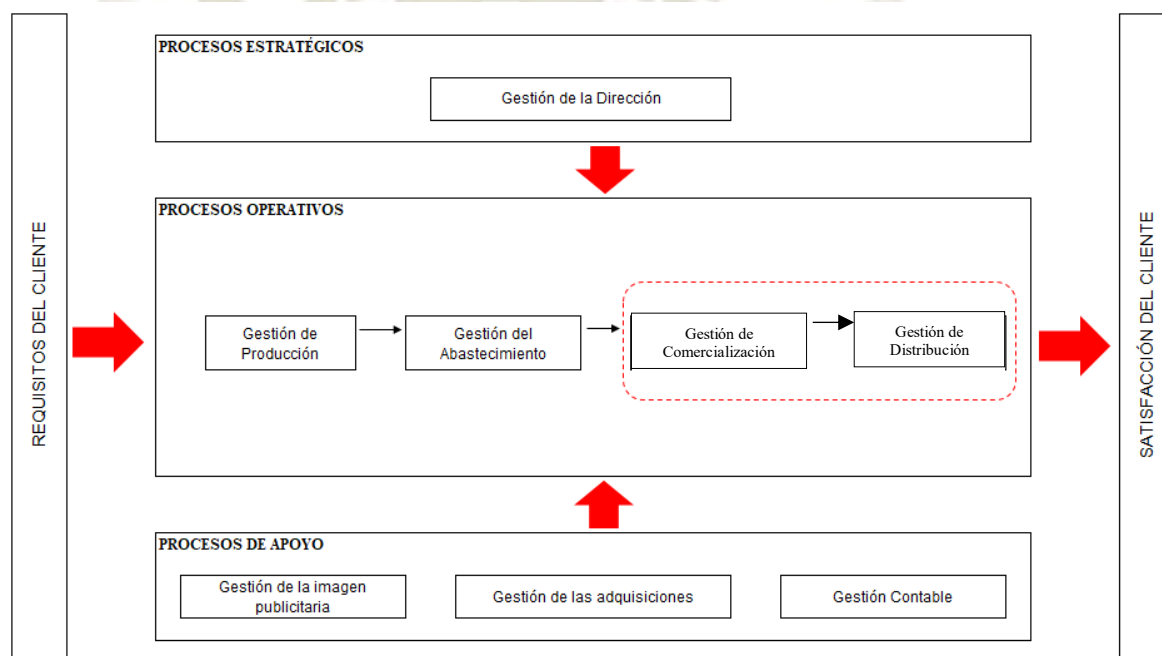 REQUISITOS DEL CLIENTE
PROCESOS ESTRATÉGICOS
Gestión de la Dirección
PROCESOS OPERATIVOS
Gestión de
Producción
Gestión del
Abastecimiento
Gestión de
Comercialización
Gestión de
Distribución
PROCESOS DE APOYO
Gestión de la imagen
publicitaria
Gestión de las adquisiciones
Gestión Contable
SATISFACCIÓN DEL CLIENTE